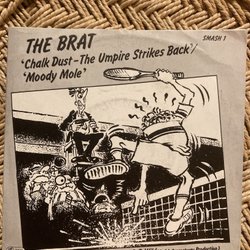 SMASH 1
THE BRAT
'Chalk Dust-The Umpire Strikes Back'/
'Moody Mole'